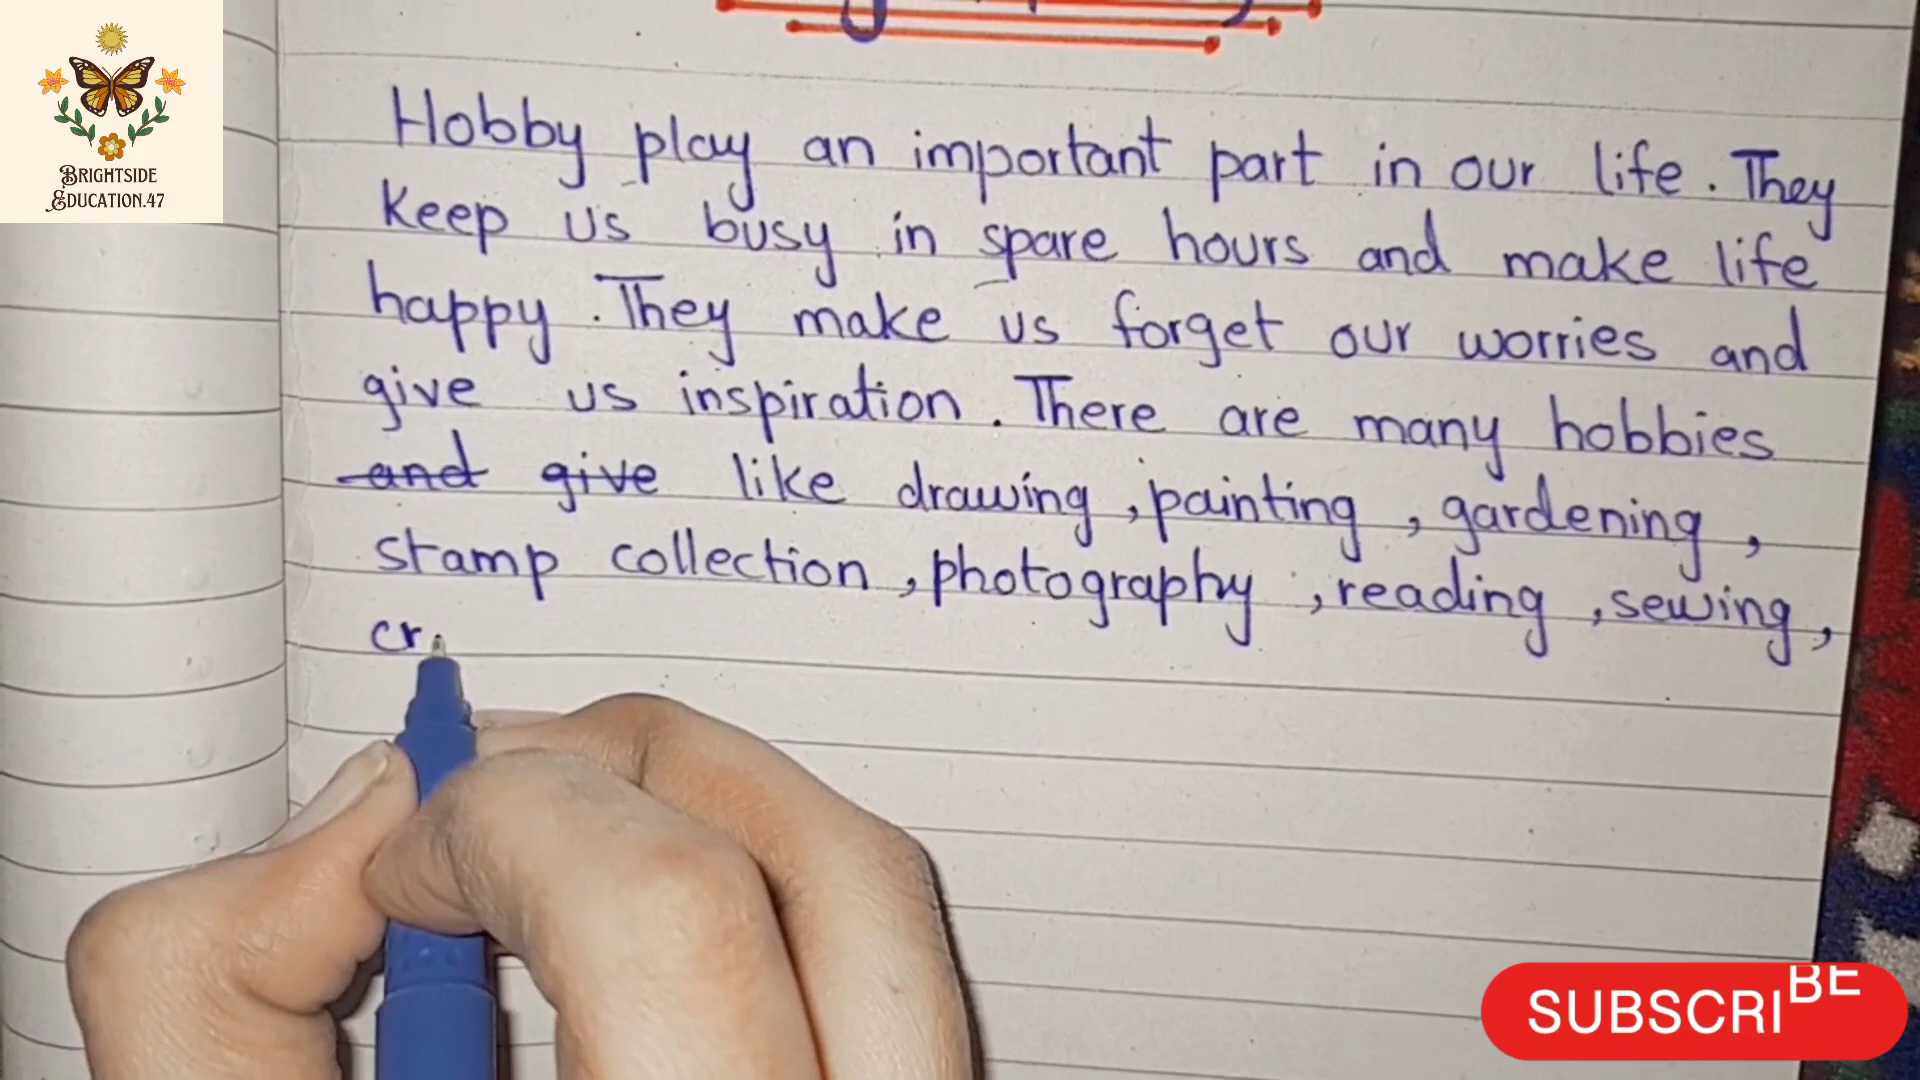 BRIGHTSIDE
EDUCATION.47
Hobby play an important part in our life. They
keep us busy in spare hours and make life
happy. They make us forget our worries and
give us inspiration. There are many hobbies
and give like drawing, painting, gardening,
stamp collection, photography, reading, sewing,
cr
SUBSCRIBE